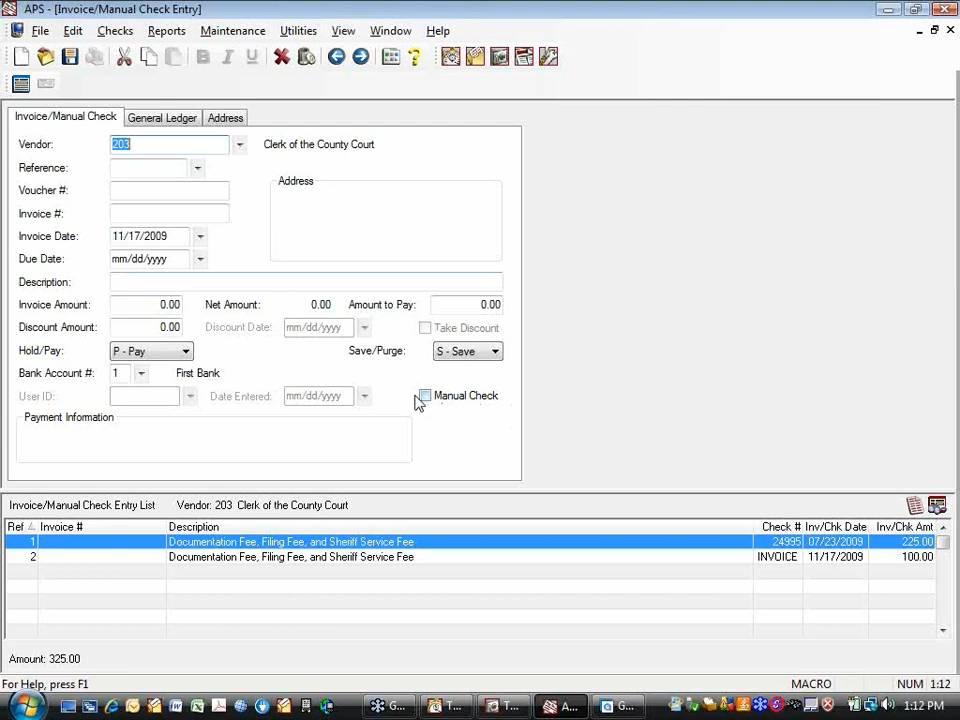 APS - [Invoice/Manual Check Entry]
File Edit Checks Reports Maintenance Utilities View Window Help
Invoice/Manual Check General Ledger Address
Vendor: 203 Clerk of the County Court
Reference:
Address
Voucher #:
Invoice #:
Invoice Date: 11/17/2009
Due Date: mm/dd/yyyy
Description:
Invoice Amount: 0.00 Net Amount: 0.00 Amount to Pay: 0.00
Discount Amount: 0.00 Discount Date: mm/dd/yyyy Take Discount
Hold/Pay: P - Pay Save/Purge: S - Save
Bank Account #: 1 First Bank
User ID: Date Entered: mm/dd/yyyy Manual Check
Payment Information
Invoice/Manual Check Entry List Vendor: 203 Clerk of the County Court
Ref Invoice # Description Check # Inv/Chk Date Inv/Chk Amt
1 Documentation Fee, Filing Fee, and Sheriff Service Fee 24995 07/23/2009 225.00
2 Documentation Fee, Filing Fee, and Sheriff Service Fee INVOICE 11/17/2009 100.00
Amount: 325.00
For Help, press F1 MACRO NUM 1:12
G... T... T... A... G... 1:12 PM